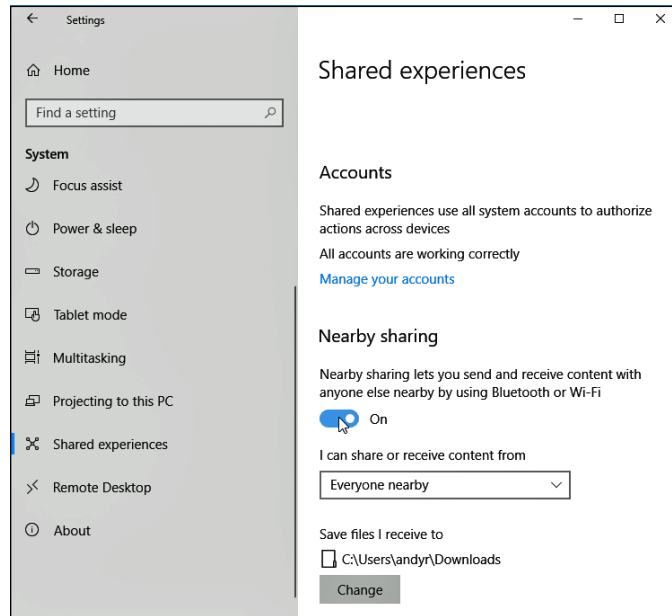 Settings
Home
Find a setting
System
Focus assist
Power & sleep
Storage
Tablet mode
Multitasking
Projecting to this PC
Shared experiences
Remote Desktop
About
Shared experiences
Accounts
Shared experiences use all system accounts to authorize
actions across devices
All accounts are working correctly
Manage your accounts
Nearby sharing
Nearby sharing lets you send and receive content with
anyone else nearby by using Bluetooth or Wi-Fi
On
I can share or receive content from
Everyone nearby
Save files I receive to
C:\Users\andyr\Downloads
Change